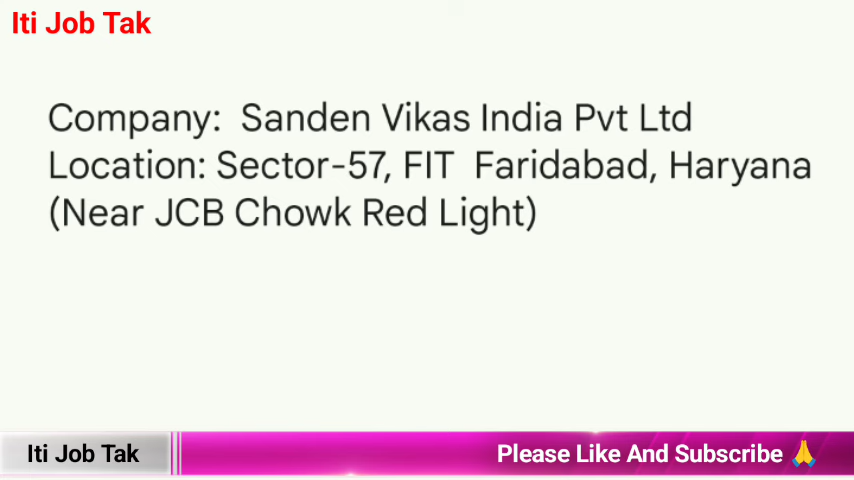 Iti Job Tak
Company:  Sanden Vikas India Pvt Ltd
Location: Sector-57, FIT  Faridabad, Haryana
(Near JCB Chowk Red Light)
Iti Job Tak
Please Like And Subscribe 🙏